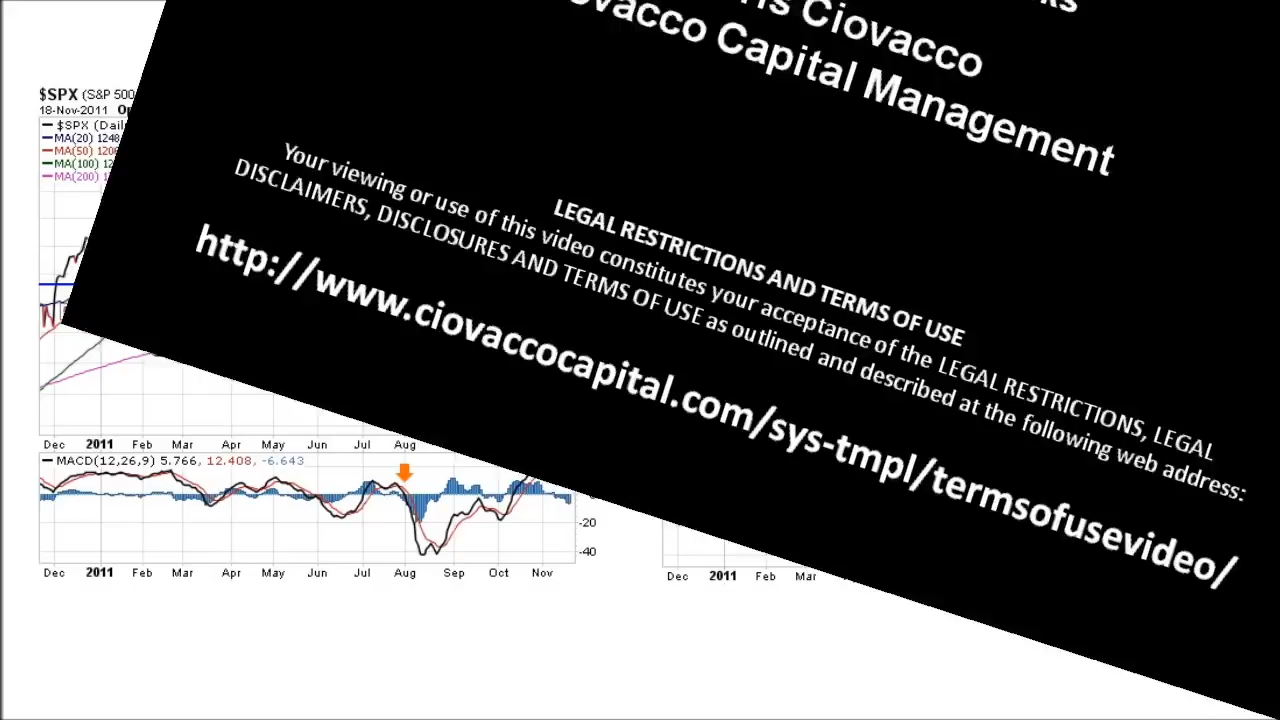 Ciovacco
Capital Management
LEGAL RESTRICTIONS AND TERMS OF USE
Your viewing or use of this video constitutes your acceptance of the LEGAL RESTRICTIONS, LEGAL
DISCLAIMERS, DISCLOSURES AND TERMS OF USE as outlined and described at the following web address:
http://www.ciovaccocapital.com/sys-tmpl/termsofusevideo/
$SPX (S&P 500
18-Nov-2011
$SPX (Daily
MA(20)
MA(50)
MA(100)
MA(200)
Dec 2011 Feb Mar Apr May Jun Jul Aug
MACD(12,26,9) 5.766, 12.408, -6.643
-20
-40
Dec 2011 Feb Mar Apr May Jun Jul Aug Sep Oct Nov
Dec 2011 Feb Mar